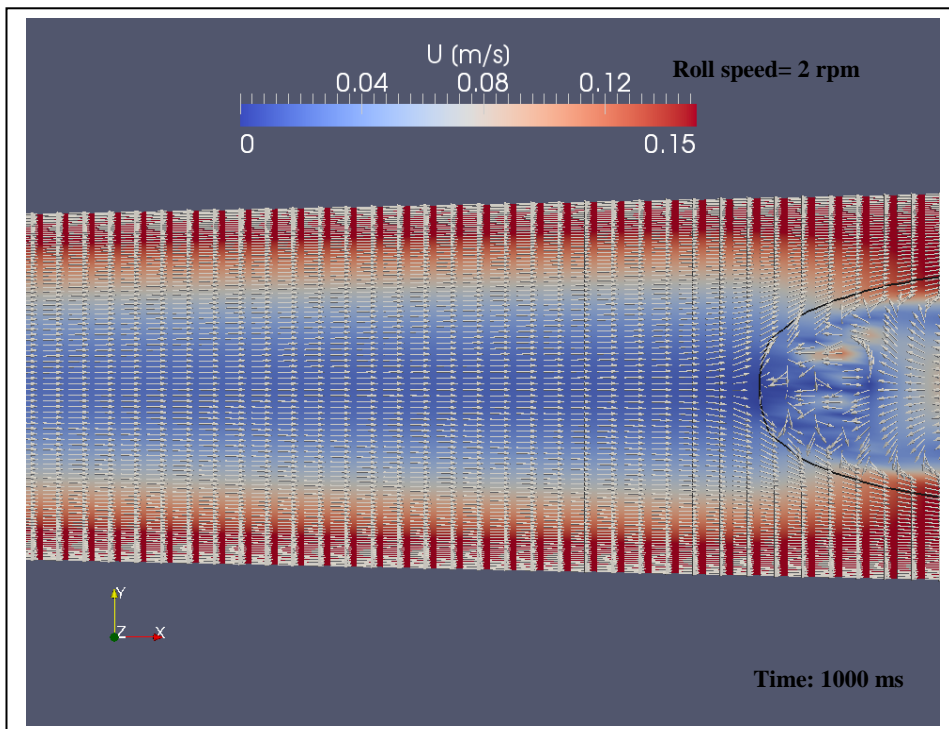 U (m/s)
Roll speed= 2 rpm
0.04 0.08 0.12
0 0.15
Y
Z X
Time: 1000 ms